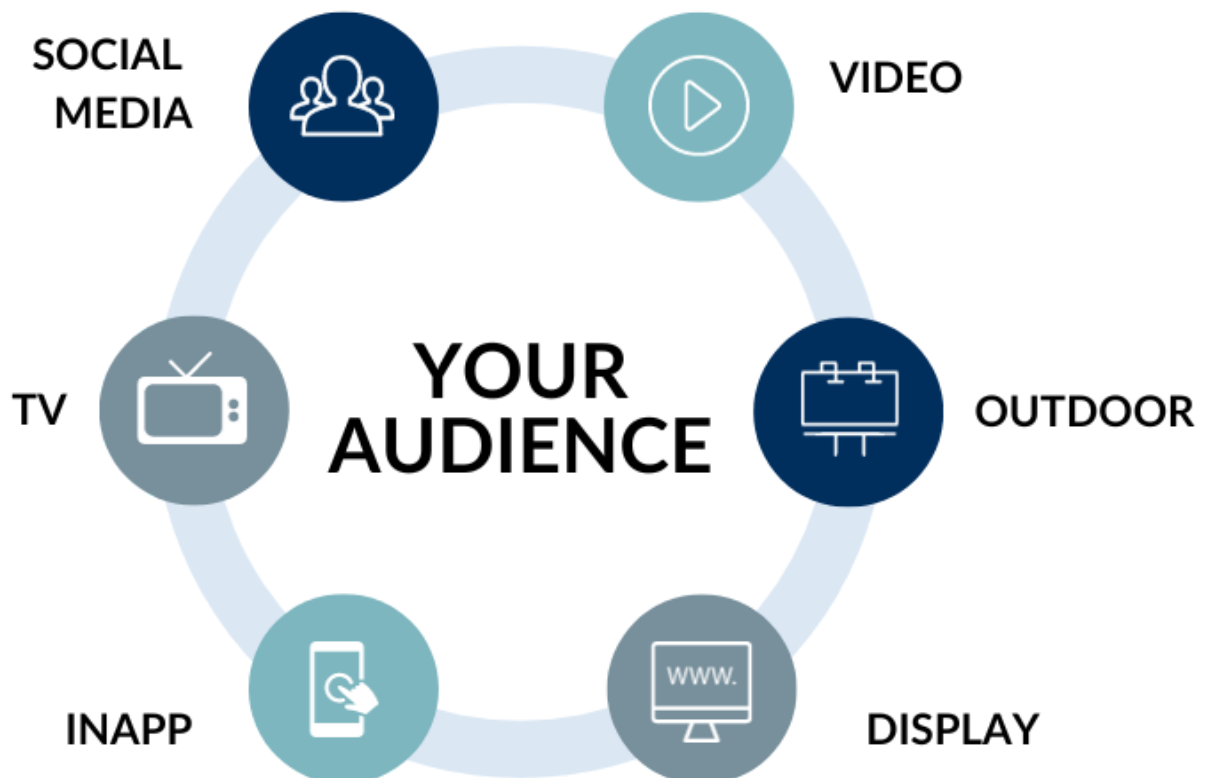 SOCIAL
MEDIA
VIDEO
TV
YOUR
AUDIENCE
OUTDOOR
INAPP
WWW.
DISPLAY